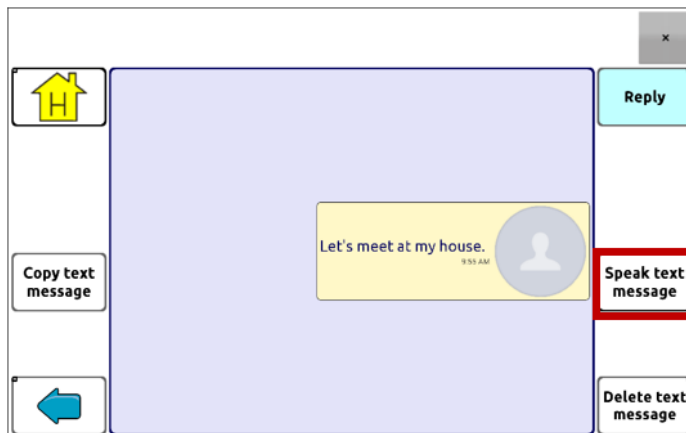 ×
H
Reply
Let's meet at my house.
9:55 AM
Copy text
message
Speak text
message
Delete text
message